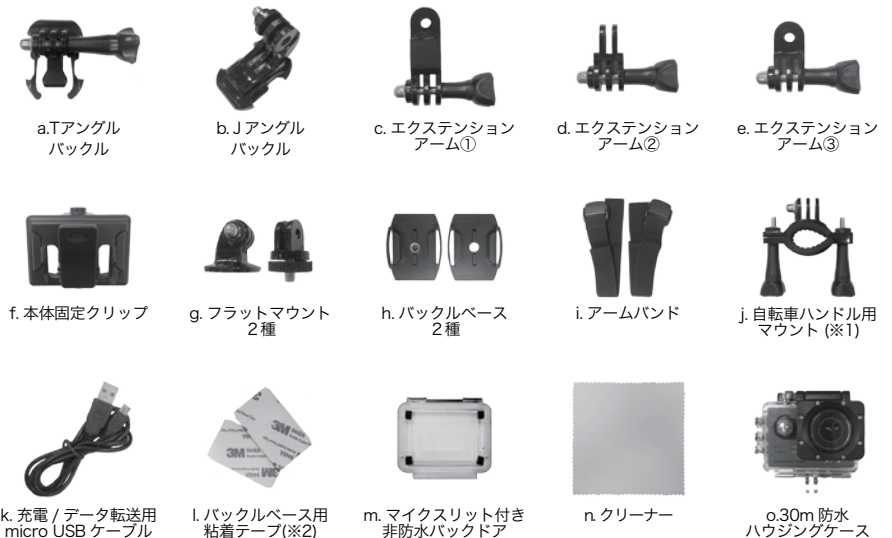 a.Tアングル
バックル
b. J アングル
バックル
c. エクステンション
アーム①
d. エクステンション
アーム②
e. エクステンション
アーム③
f. 本体固定クリップ
g. フラットマウント
２種
h. バックルベース
２種
i. アームバンド
j. 自転車ハンドル用
マウント (※1)
k. 充電 / データ転送用
micro USB ケーブル
l. バックルベース用
粘着テープ(※2)
3M
3M
3M
m. マイクスリット付き
非防水バックドア
n. クリーナー
o.30m 防水
ハウジングケース